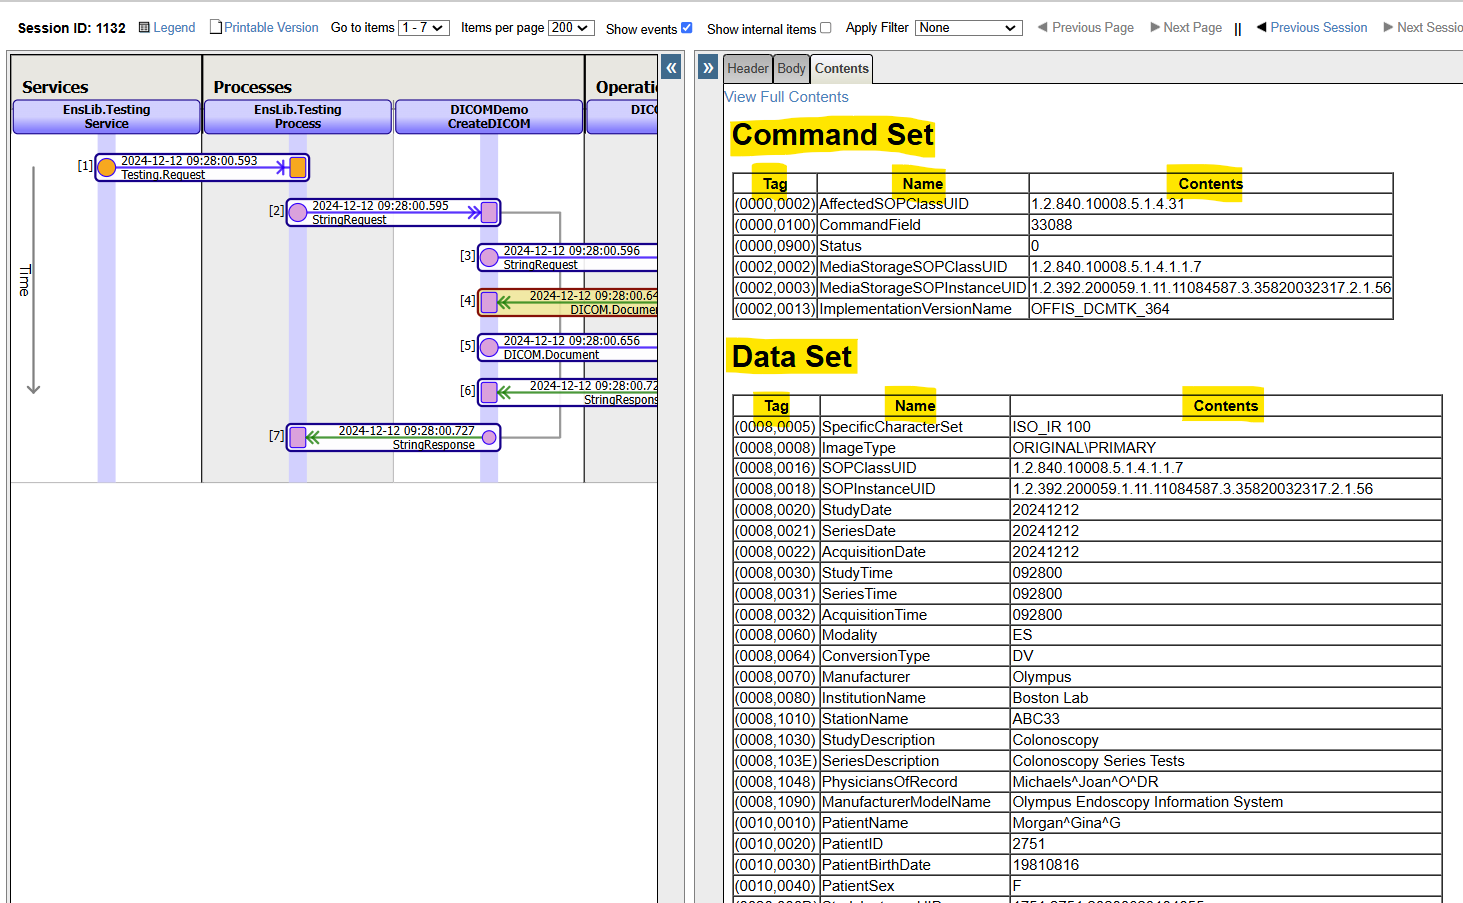 Session ID: 1132 Legend Printable Version Go to items 1 - 7 Items per page 200 Show events Show internal items Apply Filter None Previous Page Next Page || Previous Session Next Sessio
Services Processes Operati
EnsLib.Testing Service
EnsLib.Testing Process
DICOMDemo CreateDICOM
DIC
Time
[1] 2024-12-12 09:28:00.593
Testing.Request
[2] 2024-12-12 09:28:00.595
StringRequest
[3] 2024-12-12 09:28:00.596
StringRequest
[4] 2024-12-12 09:28:00.64
DICOM.Documen
[5] 2024-12-12 09:28:00.656
DICOM.Document
[6] 2024-12-12 09:28:00.72
StringRespons
[7] 2024-12-12 09:28:00.727
StringResponse
« »
Header Body Contents
View Full Contents
Command Set
Tag Name Contents
(0000,0002) AffectedSOPClassUID 1.2.840.10008.5.1.4.31
(0000,0100) CommandField 33088
(0000,0900) Status 0
(0002,0002) MediaStorageSOPClassUID 1.2.840.10008.5.1.4.1.1.7
(0002,0003) MediaStorageSOPInstanceUID 1.2.392.200059.1.11.11084587.3.35820032317.2.1.56
(0002,0013) ImplementationVersionName OFFIS_DCMTK_364
Data Set
Tag Name Contents
(0008,0005) SpecificCharacterSet ISO_IR 100
(0008,0008) ImageType ORIGINAL\PRIMARY
(0008,0016) SOPClassUID 1.2.840.10008.5.1.4.1.1.7
(0008,0018) SOPInstanceUID 1.2.392.200059.1.11.11084587.3.35820032317.2.1.56
(0008,0020) StudyDate 20241212
(0008,0021) SeriesDate 20241212
(0008,0022) AcquisitionDate 20241212
(0008,0030) StudyTime 092800
(0008,0031) SeriesTime 092800
(0008,0032) AcquisitionTime 092800
(0008,0060) Modality ES
(0008,0064) ConversionType DV
(0008,0070) Manufacturer Olympus
(0008,0080) InstitutionName Boston Lab
(0008,1010) StationName ABC33
(0008,1030) StudyDescription Colonoscopy
(0008,103E) SeriesDescription Colonoscopy Series Tests
(0008,1048) PhysiciansOfRecord Michaels^Joan^O^DR
(0008,1090) ManufacturerModelName Olympus Endoscopy Information System
(0010,0010) PatientName Morgan^Gina^G
(0010,0020) PatientID 2751
(0010,0030) PatientBirthDate 19810816
(0010,0040) PatientSex F